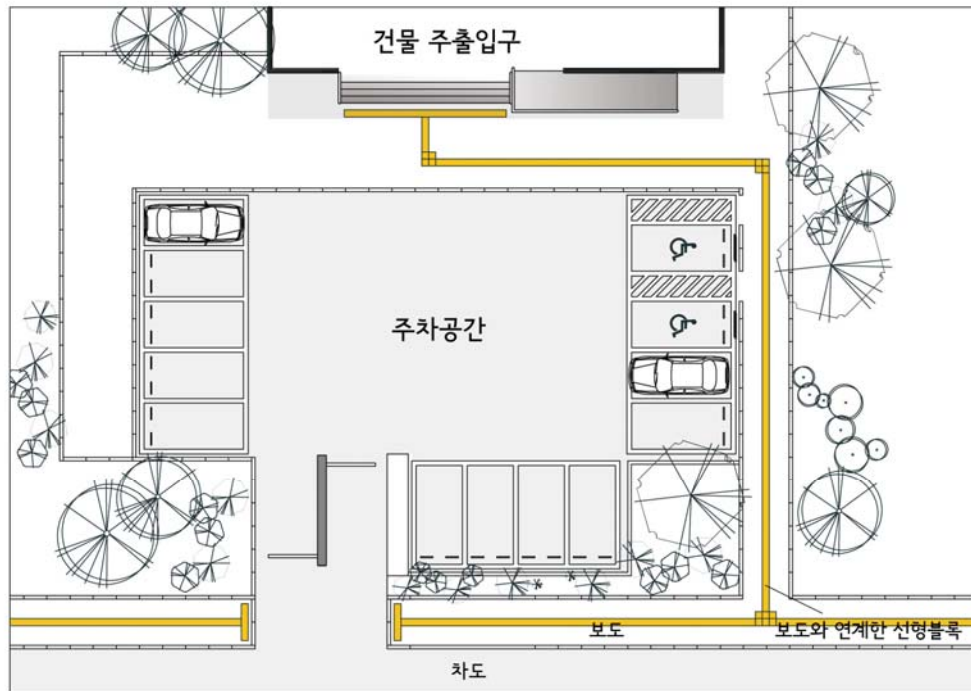 건물 주출입구
주차공간
보도
보도와 연계한 선형블록
차도